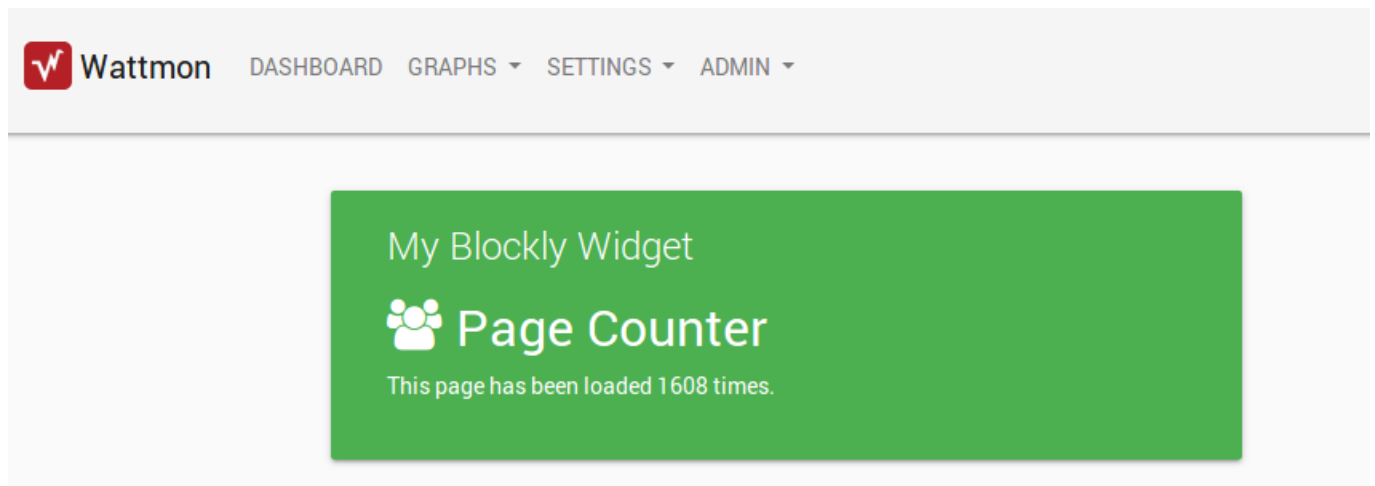 Wattmon DASHBOARD GRAPHS SETTINGS ADMIN
My Blockly Widget
Page Counter
This page has been loaded 1608 times.